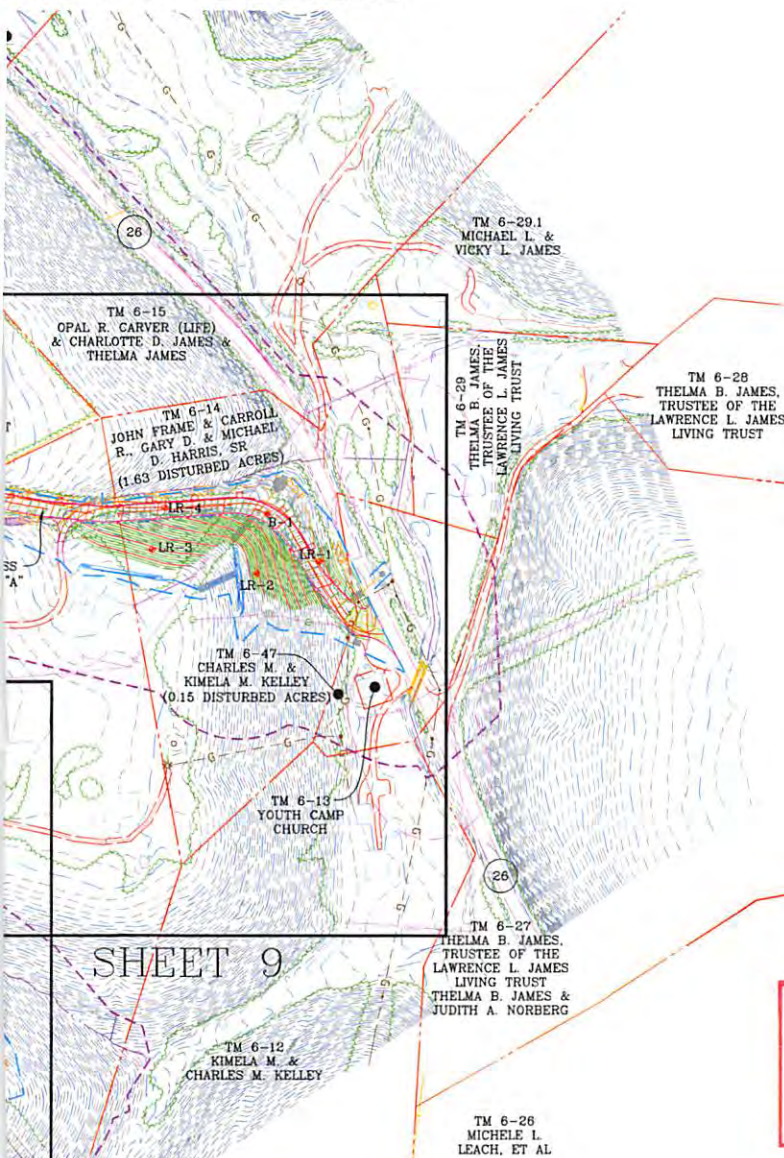 26
TM 6-29.1
MICHAEL L. &
VICKY L. JAMES
TM 6-15
OPAL R. CARVER (LIFE)
& CHARLOTTE D. JAMES &
THELMA JAMES
TM 6-14
JOHN FRAME & CARROLL
R., GARY D. & MICHAEL
D. HARRIS, SR
(1.63 DISTURBED ACRES)
TM 6-29
THELMA B. JAMES,
TRUSTEE OF THE
LAWRENCE L. JAMES
LIVING TRUST
TM 6-28
THELMA B. JAMES,
TRUSTEE OF THE
LAWRENCE L. JAMES
LIVING TRUST
LR-4
B-1
LR-3
LR-1
LR-2
SS
"A"
TM 6-47
CHARLES M. &
KIMELA M. KELLEY
(0.15 DISTURBED ACRES)
TM 6-13
YOUTH CAMP
CHURCH
26
TM 6-27
THELMA B. JAMES,
TRUSTEE OF THE
LAWRENCE L. JAMES
LIVING TRUST
THELMA B. JAMES &
JUDITH A. NORBERG
SHEET 9
TM 6-12
KIMELA M. &
CHARLES M. KELLEY
TM 6-26
MICHELE L.
LEACH, ET AL
G
G
G
G
G
G
G
G
G
G
G